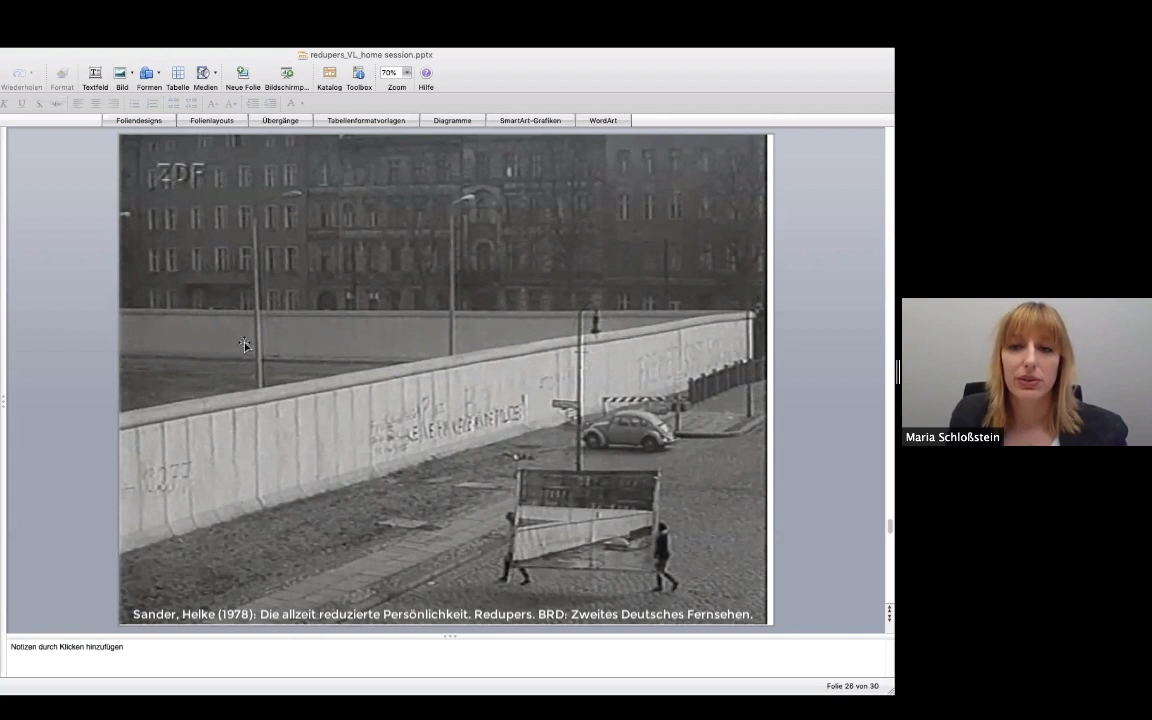 redupers_VL_home session.pptx
Wiederholen
Format
Textfeld
Bild
Formen
Tabelle
Medien
Neue Folie
Bildschirmp...
Katalog
Toolbox
70%
Zoom
Hilfe
Foliendesigns
Folienlayouts
Übergänge
Tabellenformatvorlagen
Diagramme
SmartArt-Grafiken
WordArt
ZDF
Sander, Helke (1978): Die allzeit reduzierte Persönlichkeit. Redupers. BRD: Zweites Deutsches Fernsehen.
Maria Schloßstein
Notizen durch Klicken hinzufügen
Folie 26 von 30